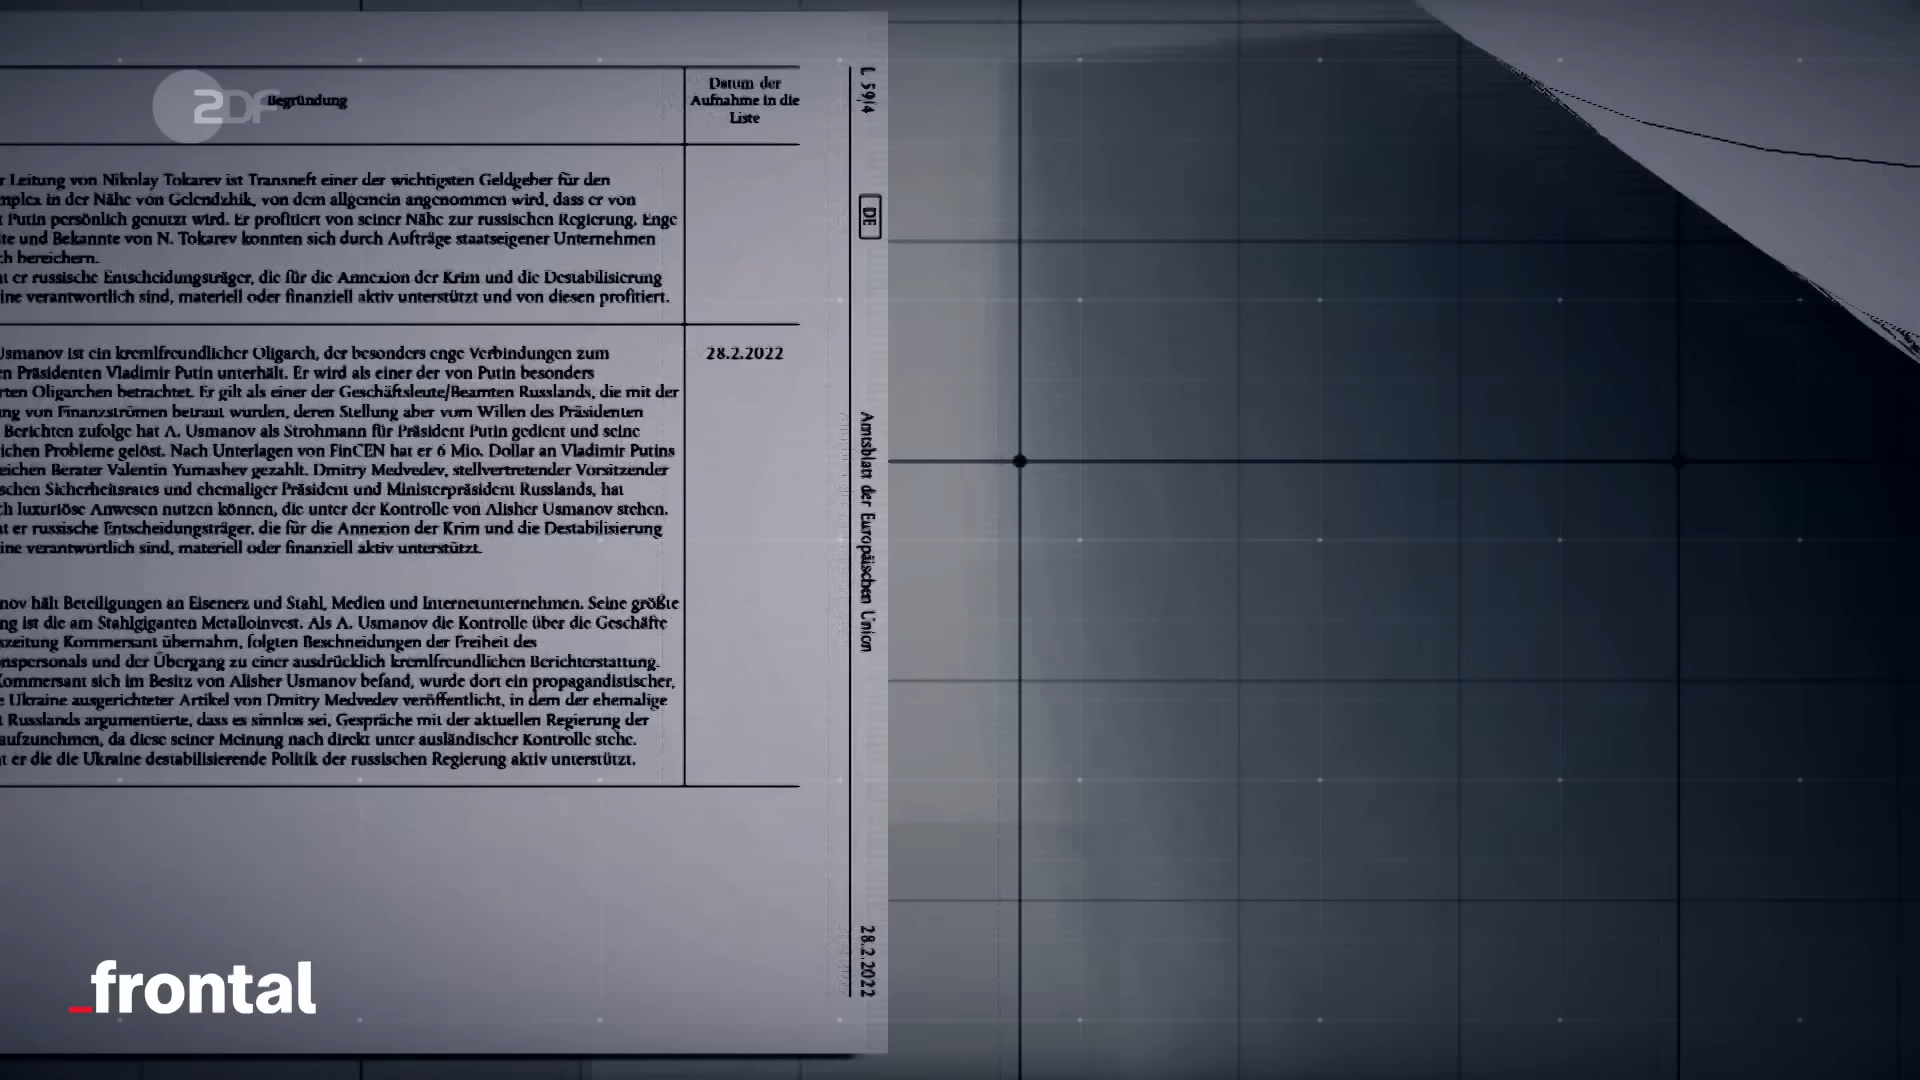 ZDF
Begründung
Datum der
Aufnahme in die
Liste
r Leitung von Nikolay Tokarev ist Transneft einer der wichtigsten Geldgeber für den
mplex in der Nähe von Gelendzhik, von dem allgemein angenommen wird, dass er von
t Putin persönlich genutzt wird. Er profitiert von seiner Nähe zur russischen Regierung. Enge
te und Bekannte von N. Tokarev konnten sich durch Aufträge staatseigener Unternehmen
ch bereichern.
at er russische Entscheidungsträger, die für die Annexion der Krim und die Destabilisierung
ine verantwortlich sind, materiell oder finanziell aktiv unterstützt und von diesen profitiert.
Usmanov ist ein kremlfreundlicher Oligarch, der besonders enge Verbindungen zum
28.2.2022
en Präsidenten Vladimir Putin unterhält. Er wird als einer der von Putin besonders
rten Oligarchen betrachtet. Er gilt als einer der Geschäftsleute/Beamten Russlands, die mit der
ng von Finanzströmen betraut wurden, deren Stellung aber vom Willen des Präsidenten
Berichten zufolge hat A. Usmanov als Strohmann für Präsident Putin gedient und seine
ichen Probleme gelöst. Nach Unterlagen von FinCEN hat er 6 Mio. Dollar an Vladimir Putins
eichen Berater Valentin Yumashev gezahlt. Dmitry Medvedev, stellvertretender Vorsitzender
schen Sicherheitsrates und ehemaliger Präsident und Ministerpräsident Russlands, hat
ch luxuriöse Anwesen nutzen können, die unter der Kontrolle von Alisher Usmanov stehen.
at er russische Entscheidungsträger, die für die Annexion der Krim und die Destabilisierung
ine verantwortlich sind, materiell oder finanziell aktiv unterstützt.
nov hält Beteiligungen an Eisenerz und Stahl, Medien und Internetunternehmen. Seine größte
ng ist die am Stahlgiganten Metalloinvest. Als A. Usmanov die Kontrolle über die Geschäfte
szeitung Kommersant übernahm, folgten Beschneidungen der Freiheit des
nspersonals und der Übergang zu einer ausdrücklich kremlfreundlichen Berichterstattung.
Kommersant sich im Besitz von Alisher Usmanov befand, wurde dort ein propagandistischer,
e Ukraine ausgerichteter Artikel von Dmitry Medvedev veröffentlicht, in dem der ehemalige
t Russlands argumentierte, dass es sinnlos sei, Gespräche mit der aktuellen Regierung der
aufzunehmen, da diese seiner Meinung nach direkt unter ausländischer Kontrolle stehe.
at er die die Ukraine destabilisierende Politik der russischen Regierung aktiv unterstützt.
L 59/4
DE
Amtsblatt der Europäischen Union
28.2.2022
_frontal